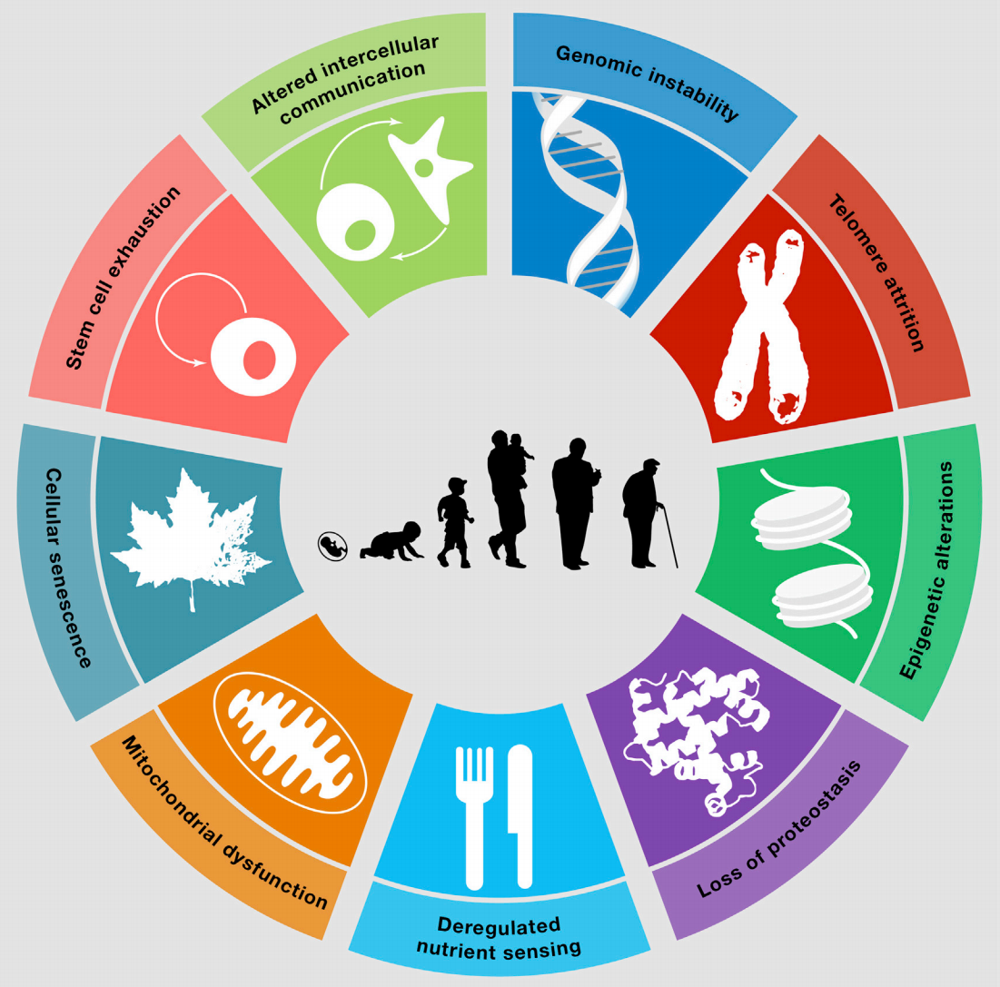 Genomic instability
Telomere attrition
Epigenetic alterations
Loss of proteostasis
Deregulated
nutrient sensing
Mitochondrial dysfunction
Cellular senescence
Stem cell exhaustion
Altered intercellular
communication